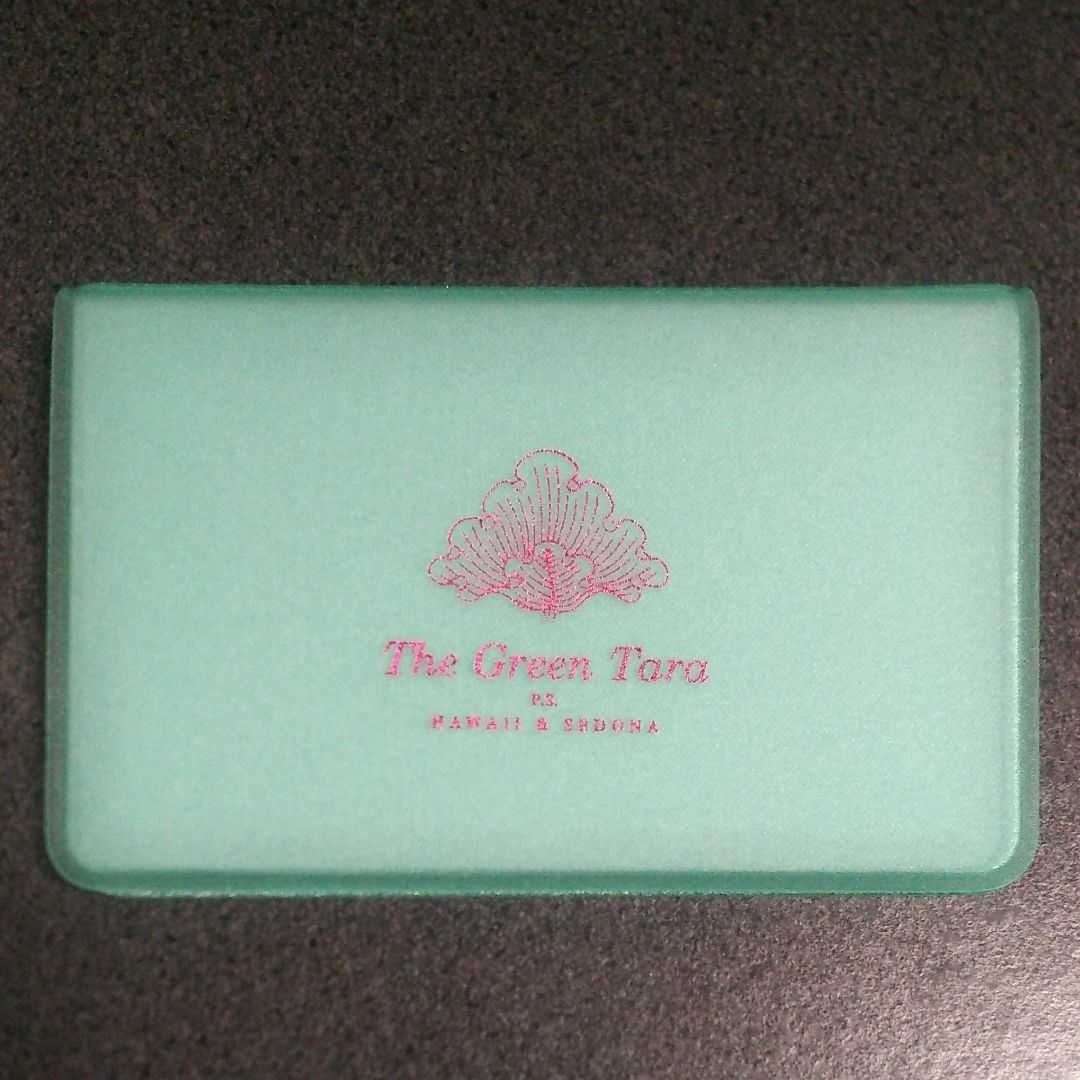 The Green Tara
P.S.
HAWAII & SEDONA